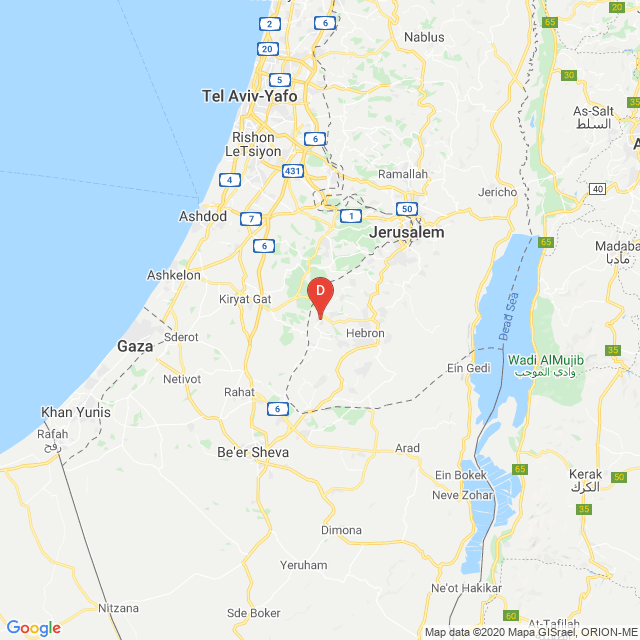 2
6
Nablus
20
5
30
65
Tel Aviv-Yafo
As-Salt
السلط
Rishon
LeTsiyon
6
431
Ramallah
4
Jericho
40
Ashdod
7
1
50
Jerusalem
6
65
Madaba
مادبا
Ashkelon
D
Kiryat Gat
Dead Sea
Sderot
Hebron
Gaza
35
Wadi AlMujib
وادي الموجب
Ein Gedi
Netivot
Rahat
6
Khan Yunis
Rafah
رفح
Be'er Sheva
Arad
65
Ein Bokek
Kerak
الكرك
Neve Zohar
35
Dimona
Yeruham
Ne'ot Hakikar
Nitzana
Sde Boker
At-Tafilah
Google
Map data ©2020 Mapa GISrael, ORION-ME